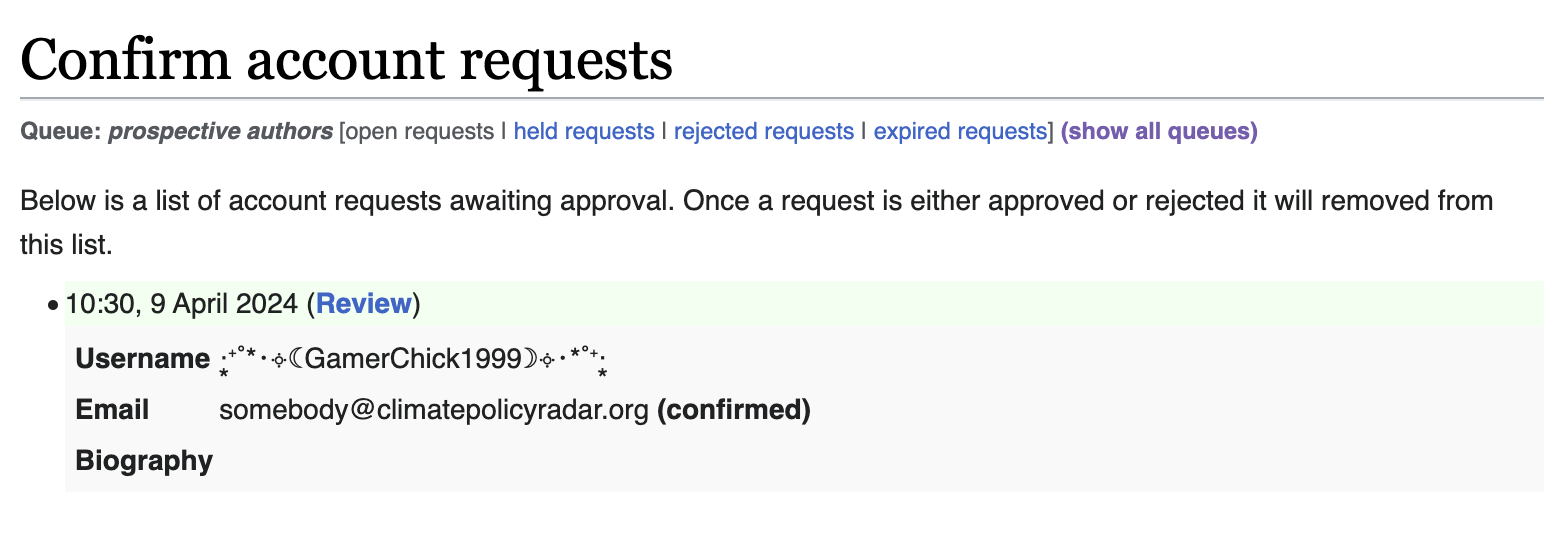 Confirm account requests
Queue: prospective authors [open requests | held requests | rejected requests | expired requests] (show all queues)
Below is a list of account requests awaiting approval. Once a request is either approved or rejected it will removed from
this list.
• 10:30, 9 April 2024 (Review)
Username ⁎⁺˚*・༓☾GamerChick1999☽༓・*˚⁺⁎
Email somebody@climatepolicyradar.org (confirmed)
Biography